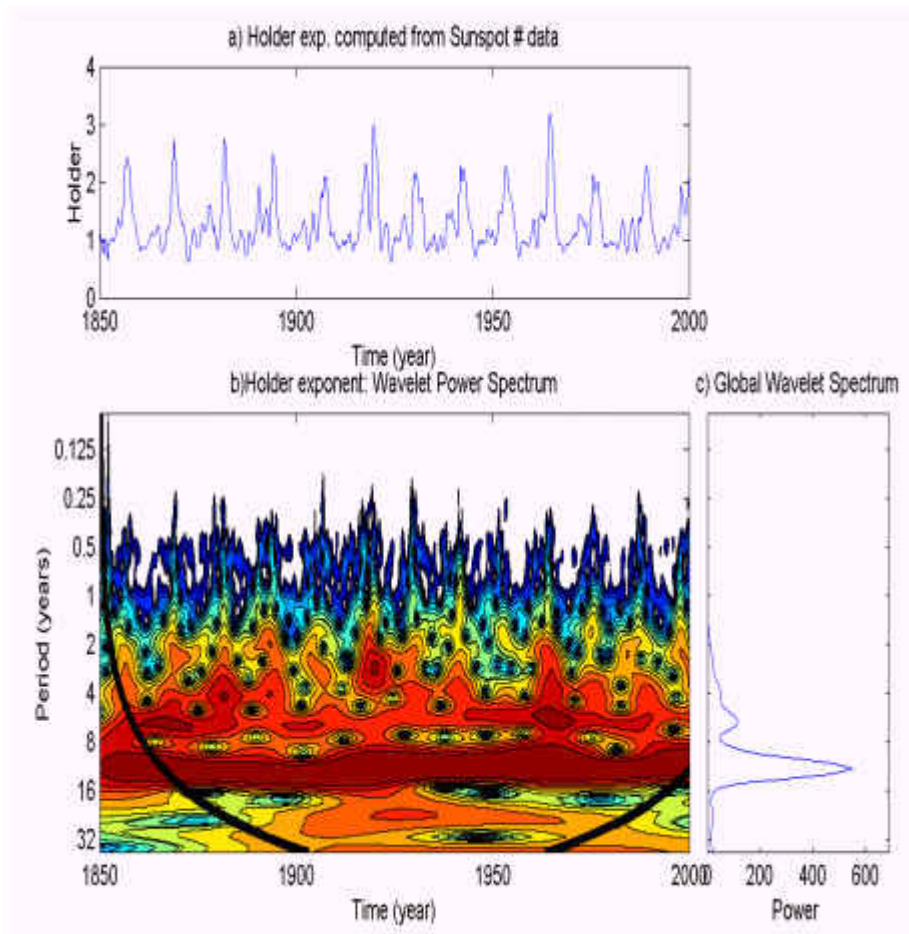 a) Holder exp. computed from Sunspot # data
4
3
2
1
0
Holder
1850 1900 1950 2000
Time (year)
b)Holder exponent: Wavelet Power Spectrum
c) Global Wavelet Spectrum
0.125
0.25
0.5
1
2
4
8
16
32
Period (years)
1850 1900 1950 2000
Time (year)
0 200 400 600
Power